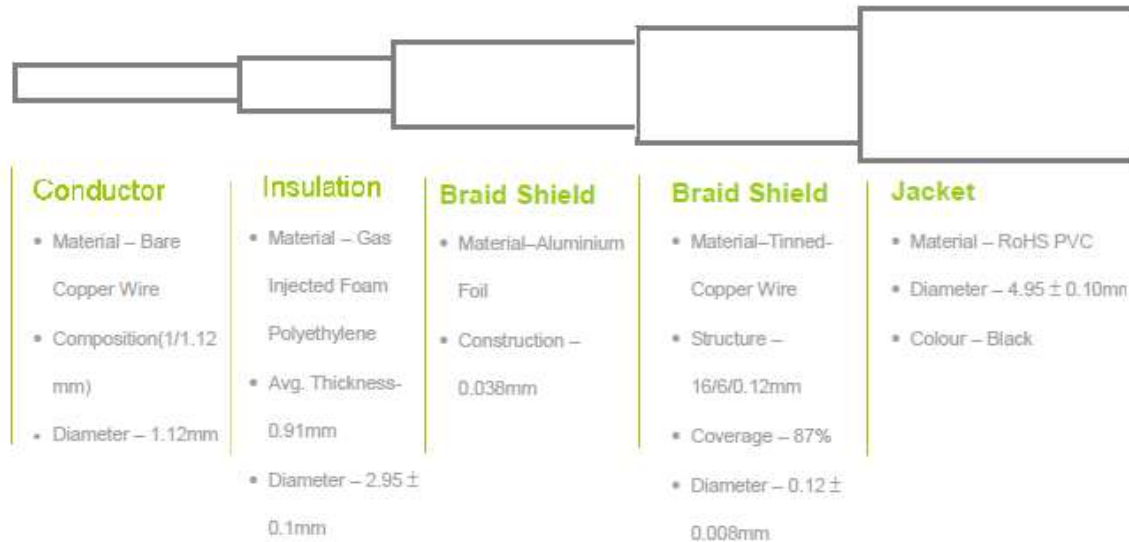 Conductor
• Material – Bare
Copper Wire
• Composition(1/1.12
mm)
• Diameter – 1.12mm
Insulation
• Material – Gas
Injected Foam
Polyethylene
• Avg. Thickness-
0.91mm
• Diameter – 2.95 ±
0.1mm
Braid Shield
• Material–Aluminium
Foil
• Construction –
0.038mm
Braid Shield
• Material–Tinned-
Copper Wire
• Structure –
16/6/0.12mm
• Coverage – 87%
• Diameter – 0.12 ±
0.008mm
Jacket
• Material – RoHS PVC
• Diameter – 4.95 ± 0.10mm
• Colour – Black